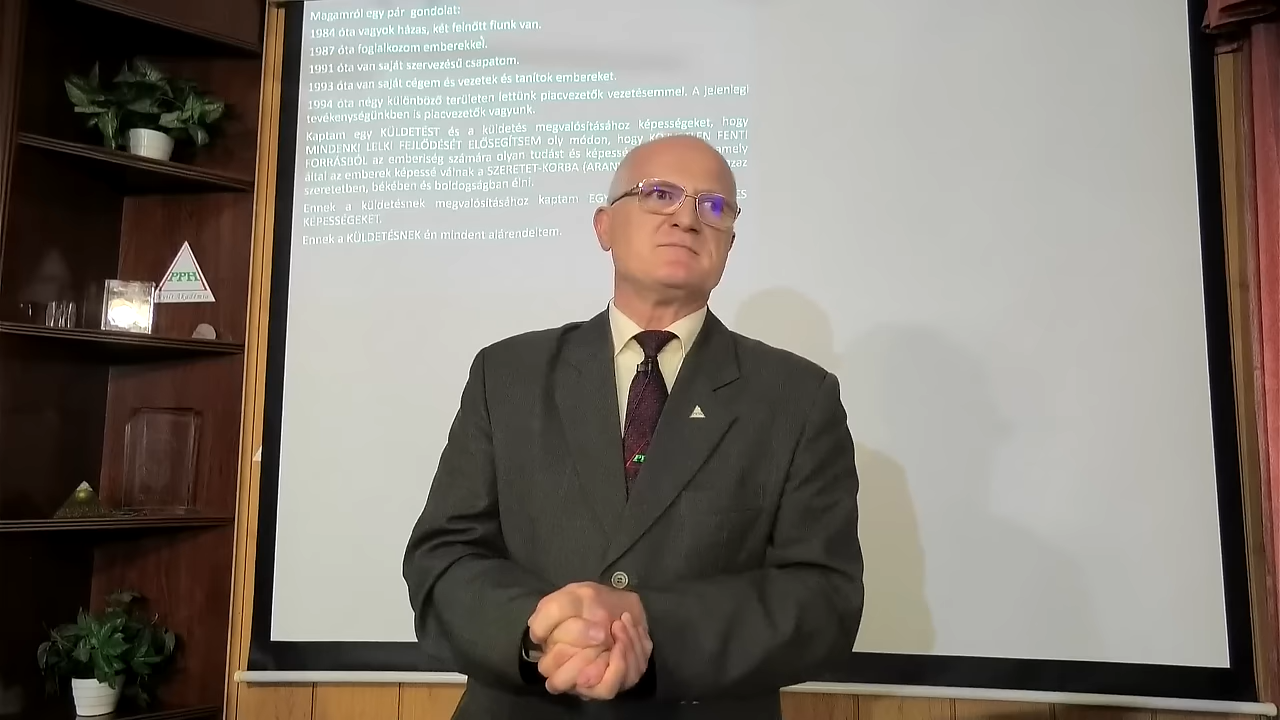 Magamról egy pár gondolat:
1984 óta vagyok házas, két felnőtt fiunk van.
1987 óta foglalkozom emberekkel.
1991 óta van saját szervezésű csapatom.
1993 óta van saját cégem és vezetek és tanítok embereket.
1994 óta négy különböző területen lettünk piacvezetők vezetésemmel. A jelenlegi
tevékenységünkben is piacvezetők vagyunk.
Kaptam egy KÜLDETÉST és a küldetés megvalósításához képességeket, hogy
MINDENKI LELKI FEJLŐDÉSÉT ELŐSEGÍTSEM oly módon, hogy FENTI
FORRÁSBÓL az emberiség számára olyan tudást és amely
által az emberek képessé válnak a SZERETET-KORBA
szeretetben, békében és boldogságban élni.
Ennek a küldetésnek megvalósításához kaptam
KÉPESSÉGEKET.
Ennek a KÜLDETÉSNEK én mindent alárendeltem.
PPH
Nyílt Akadémia